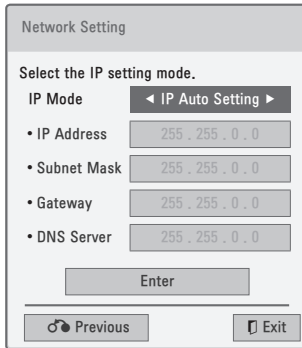 Network Setting
Select the IP setting mode.
IP Mode ◄ IP Auto Setting ►
• IP Address 255 . 255 . 0 . 0
• Subnet Mask 255 . 255 . 0 . 0
• Gateway 255 . 255 . 0 . 0
• DNS Server 255 . 255 . 0 . 0
Enter
Previous Exit